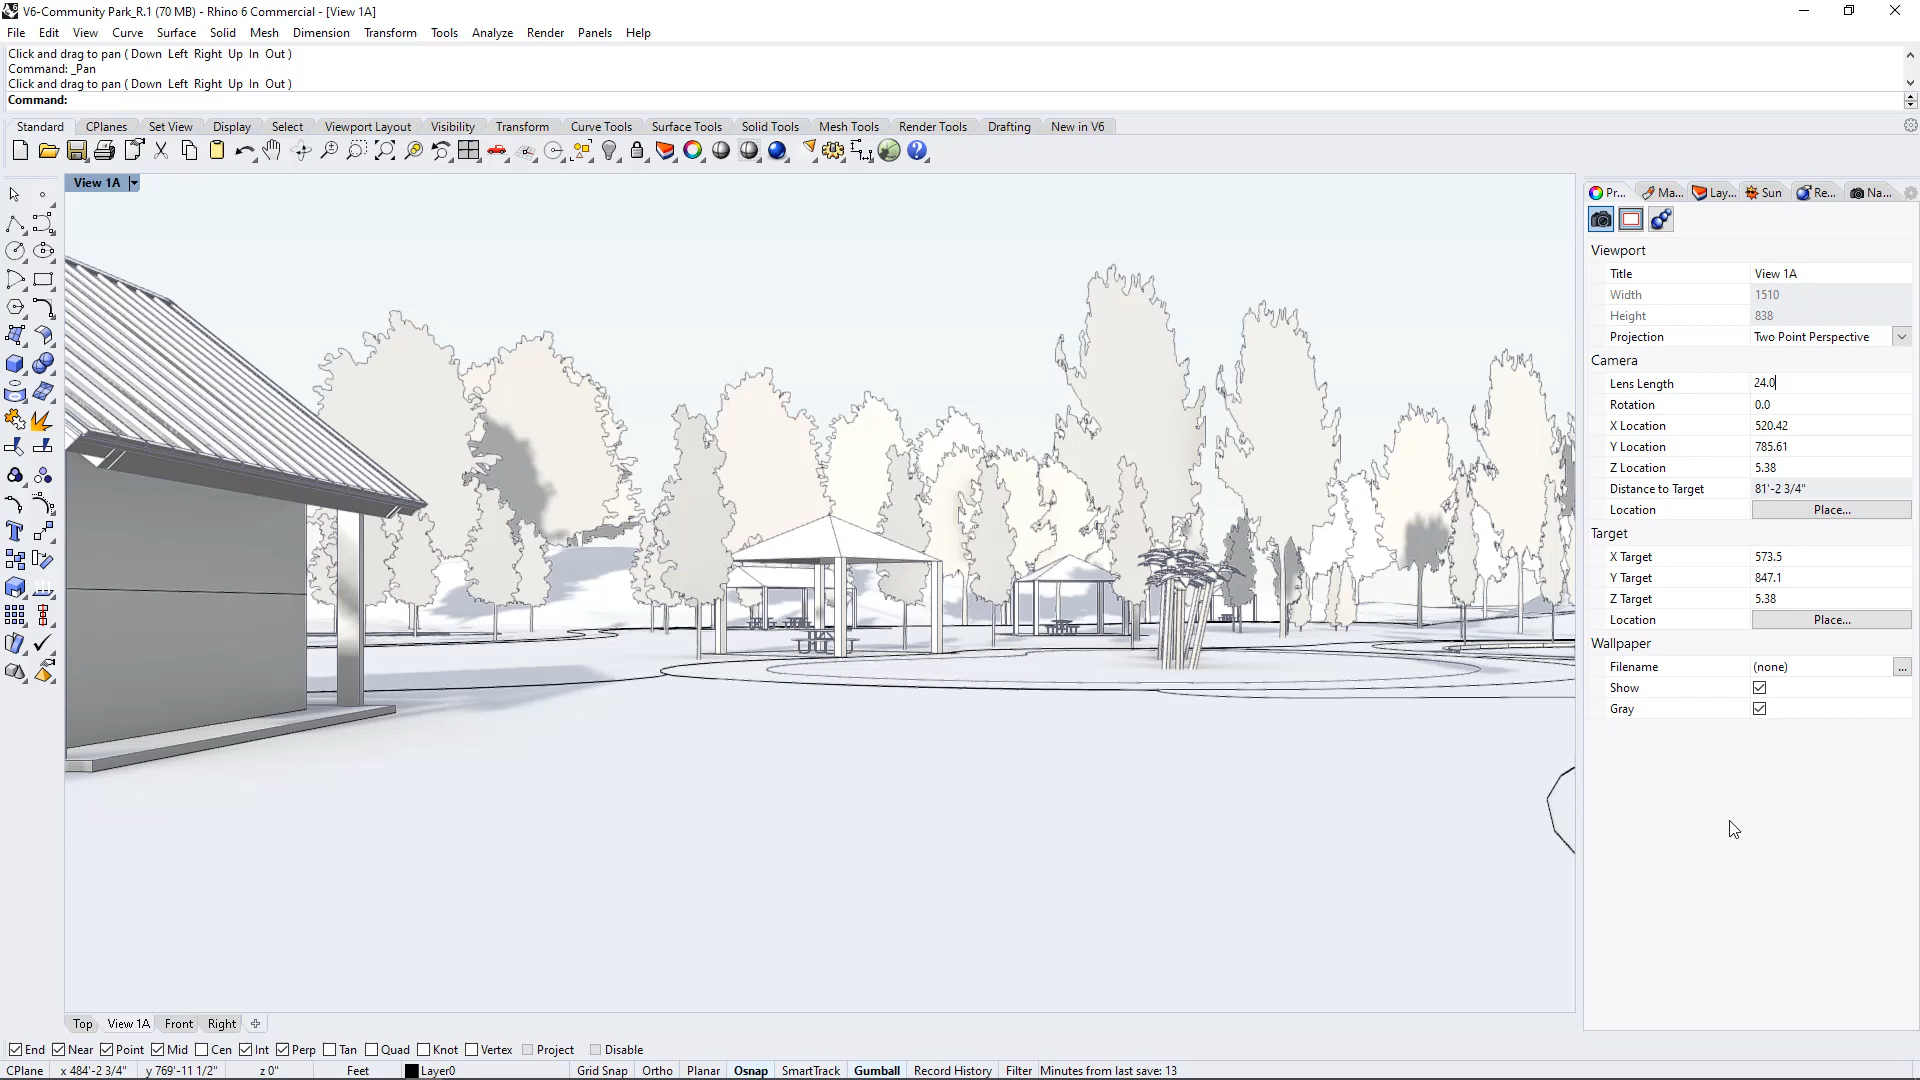 V6-Community Park_R.1 (70 MB) - Rhino 6 Commercial - [View 1A]
File Edit View Curve Surface Solid Mesh Dimension Transform Tools Analyze Render Panels Help
Click and drag to pan ( Down Left Right Up In Out )
Command: _Pan
Click and drag to pan ( Down Left Right Up In Out )
Command:
Standard CPlanes Set View Display Select Viewport Layout Visibility Transform Curve Tools Surface Tools Solid Tools Mesh Tools Render Tools Drafting New in V6
View 1A
Pr... Ma... Lay... Sun Re... Na...
Viewport
Title View 1A
Width 1510
Height 838
Projection Two Point Perspective
Camera
Lens Length 24.0
Rotation 0.0
X Location 520.42
Y Location 785.61
Z Location 5.38
Distance to Target 81'-2 3/4"
Location Place...
Target
X Target 573.5
Y Target 847.1
Z Target 5.38
Location Place...
Wallpaper
Filename (none) ...
Show
Gray
Top View 1A Front Right
End Near Point Mid Cen Int Perp Tan Quad Knot Vertex Project Disable
CPlane x 484'-2 3/4" y 769'-11 1/2" z 0" Feet Layer0 Grid Snap Ortho Planar Osnap SmartTrack Gumball Record History Filter Minutes from last save: 13